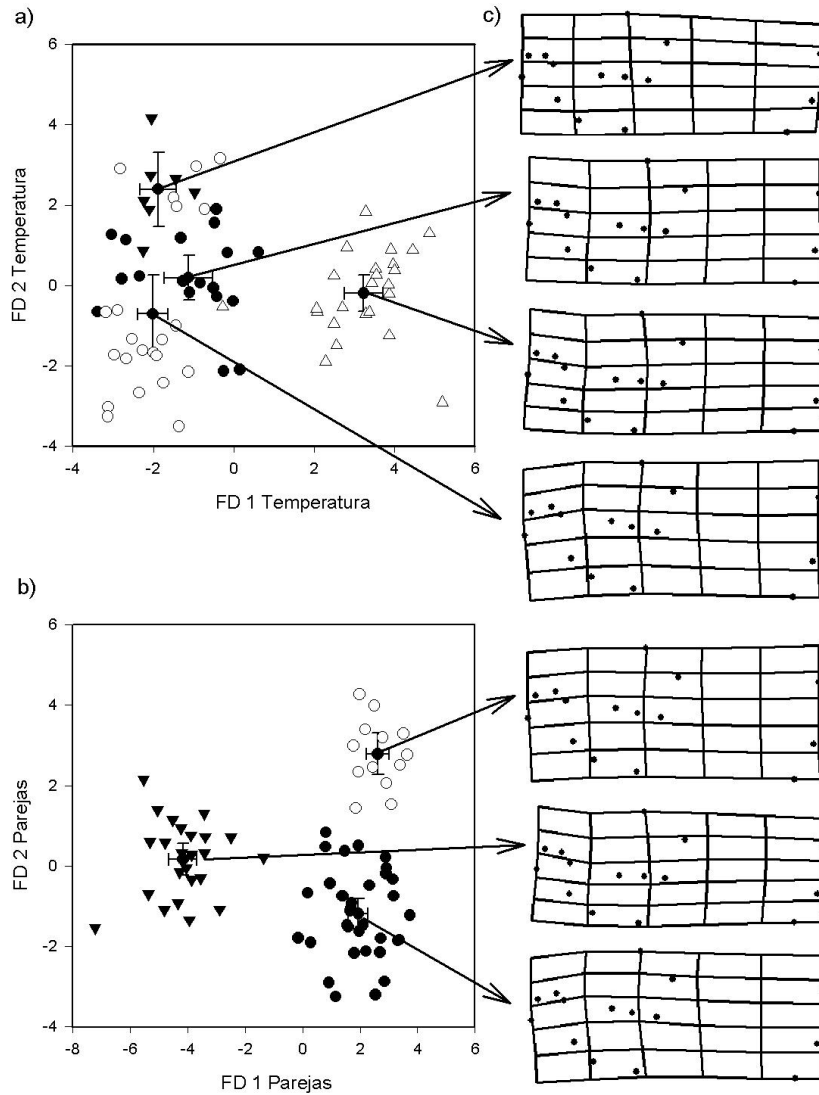 a)
c)
6
4
2
0
-2
-4
FD 2 Temperatura
-4 -2 0 2 4 6
FD 1 Temperatura
b)
6
4
2
0
-2
-4
FD 2 Parejas
-8 -6 -4 -2 0 2 4 6
FD 1 Parejas